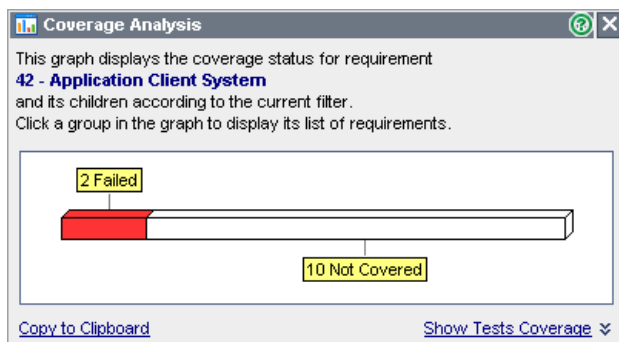 Coverage Analysis
This graph displays the coverage status for requirement
42 - Application Client System
and its children according to the current filter.
Click a group in the graph to display its list of requirements.
2 Failed
10 Not Covered
Copy to Clipboard
Show Tests Coverage